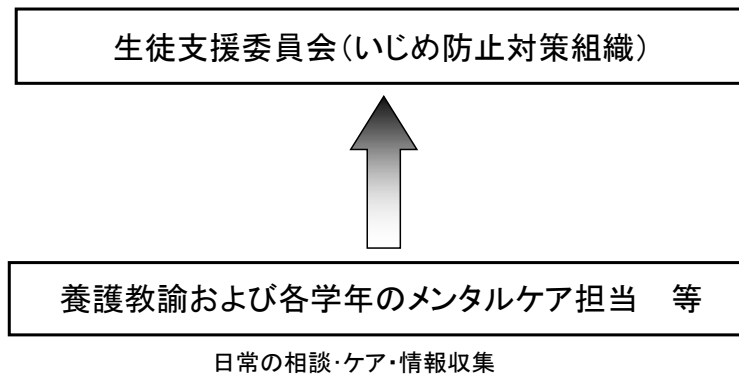 生徒支援委員会（いじめ防止対策組織）
養護教諭および各学年のメンタルケア担当　等
日常の相談･ケア・情報収集